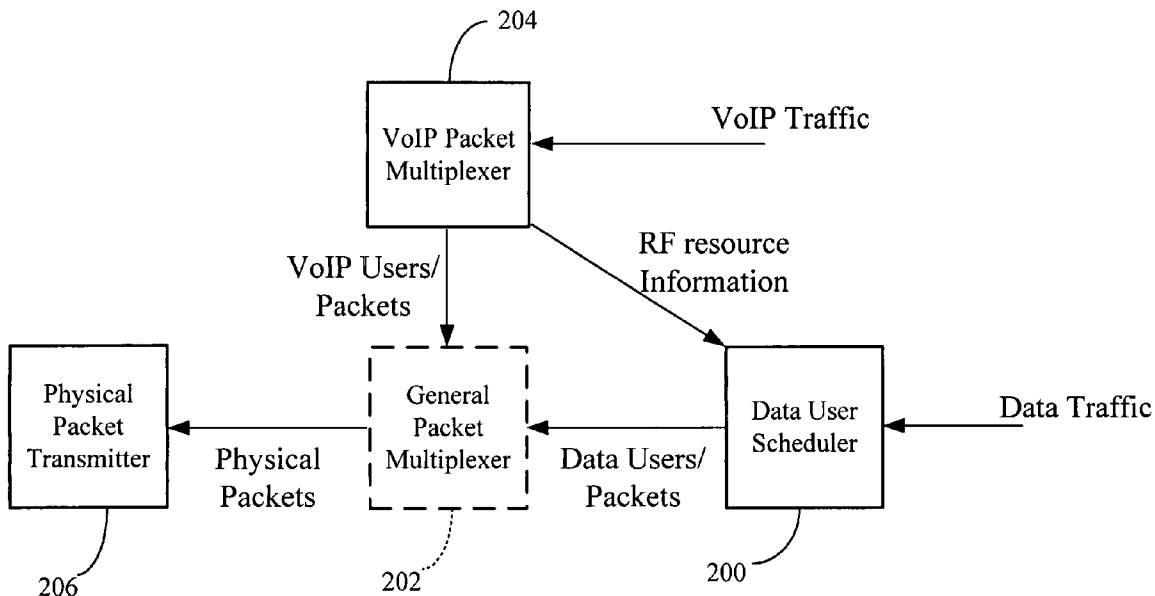 204
VoIP Packet
Multiplexer
VoIP Traffic
VoIP Users/
Packets
RF resource
Information
Physical
Packet
Transmitter
General
Packet
Multiplexer
Data User
Scheduler
Data Traffic
Physical
Packets
Data Users/
Packets
206
202
200